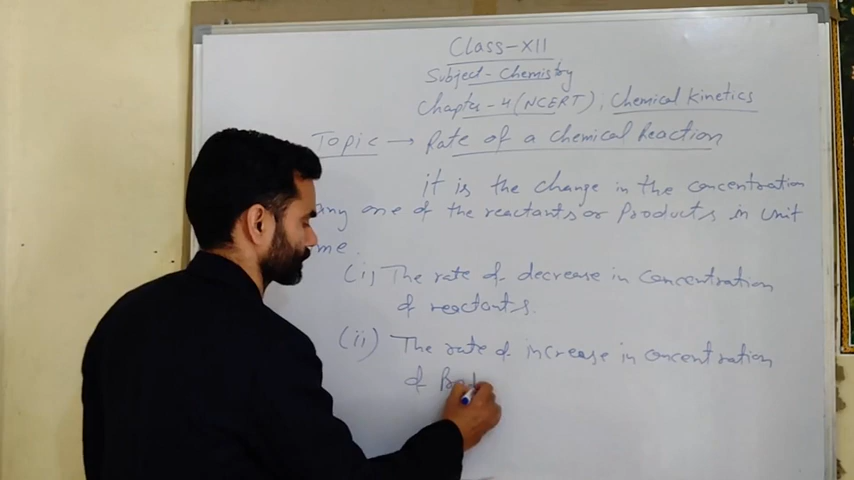 Class-XII
Subject - Chemistry
Chapter - 4 (NCERT), Chemical Kinetics
Topic → Rate of a chemical Reaction
it is the change in the concentration
any one of the reactants or Products in unit
me.
(i) The rate of decrease in concentration
of reactants.
(ii) The rate of increase in concentration
of